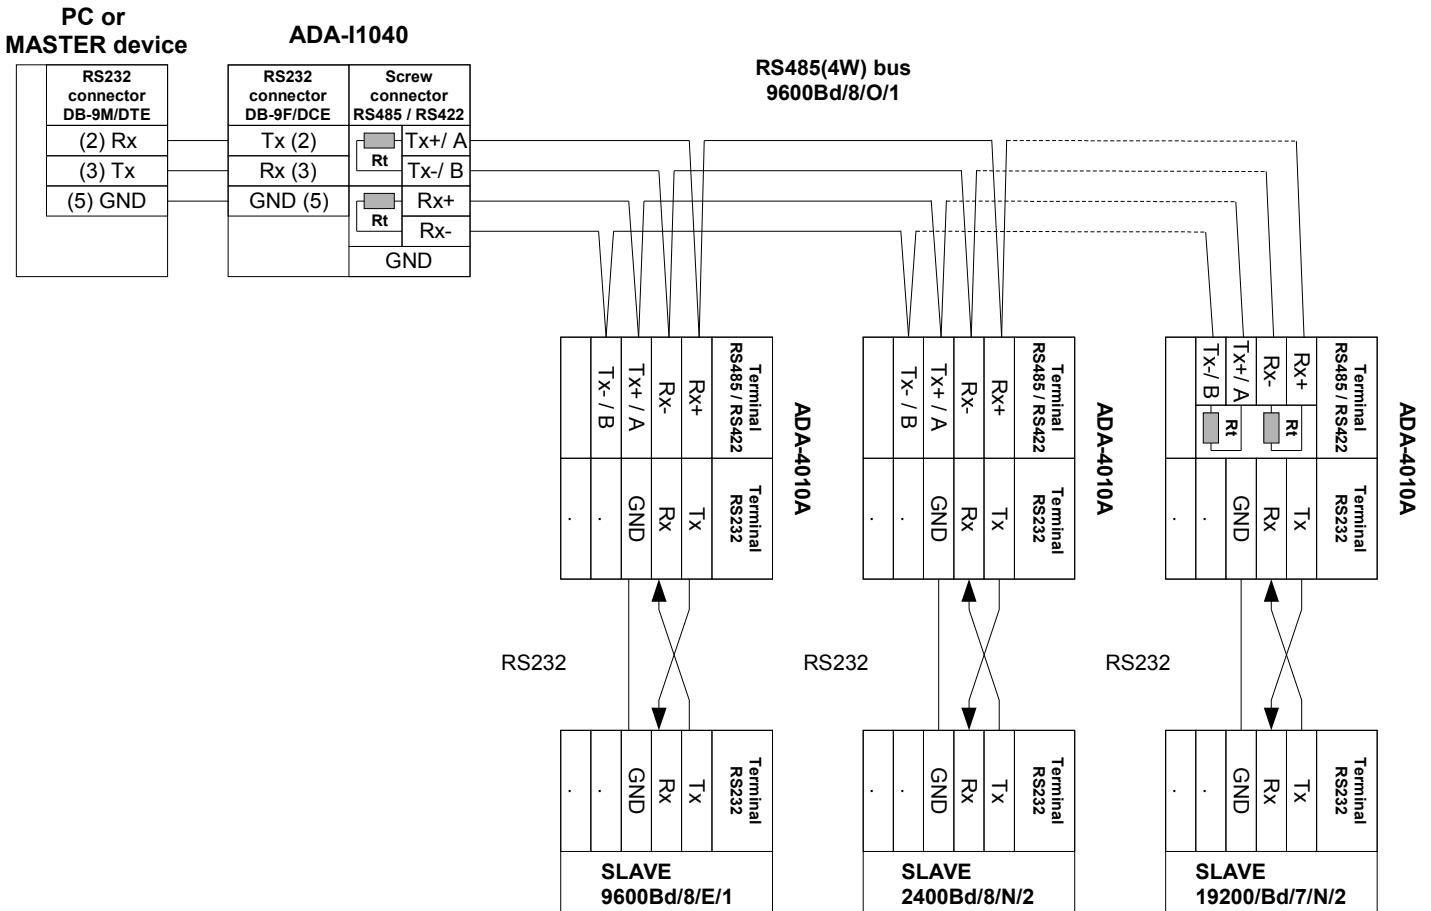 PC or
MASTER device
ADA-I1040
RS485(4W) bus
9600Bd/8/O/1
RS232
connector
DB-9M/DTE
(2) Rx
(3) Tx
(5) GND
RS232
connector
DB-9F/DCE
Tx (2)
Rx (3)
GND (5)
Screw
connector
RS485 / RS422
Rt
Tx+/ A
Tx-/ B
Rt
Rx+
Rx-
GND
Terminal
RS485 / RS422
Rx+
Rx-
Tx+ / A
Tx- / B
Terminal
RS232
Tx
Rx
GND
.
.
ADA-4010A
Terminal
RS485 / RS422
Rx+
Rx-
Tx+ / A
Tx- / B
Terminal
RS232
Tx
Rx
GND
.
.
ADA-4010A
Terminal
RS485 / RS422
Rx+
Rx-
Tx+/ A
Tx-/ B
Rt
Rt
Terminal
RS232
Tx
Rx
GND
.
.
ADA-4010A
RS232
RS232
RS232
Terminal
RS232
Tx
Rx
GND
.
.
SLAVE
9600Bd/8/E/1
Terminal
RS232
Tx
Rx
GND
.
.
SLAVE
2400Bd/8/N/2
Terminal
RS232
Tx
Rx
GND
.
.
SLAVE
19200/Bd/7/N/2